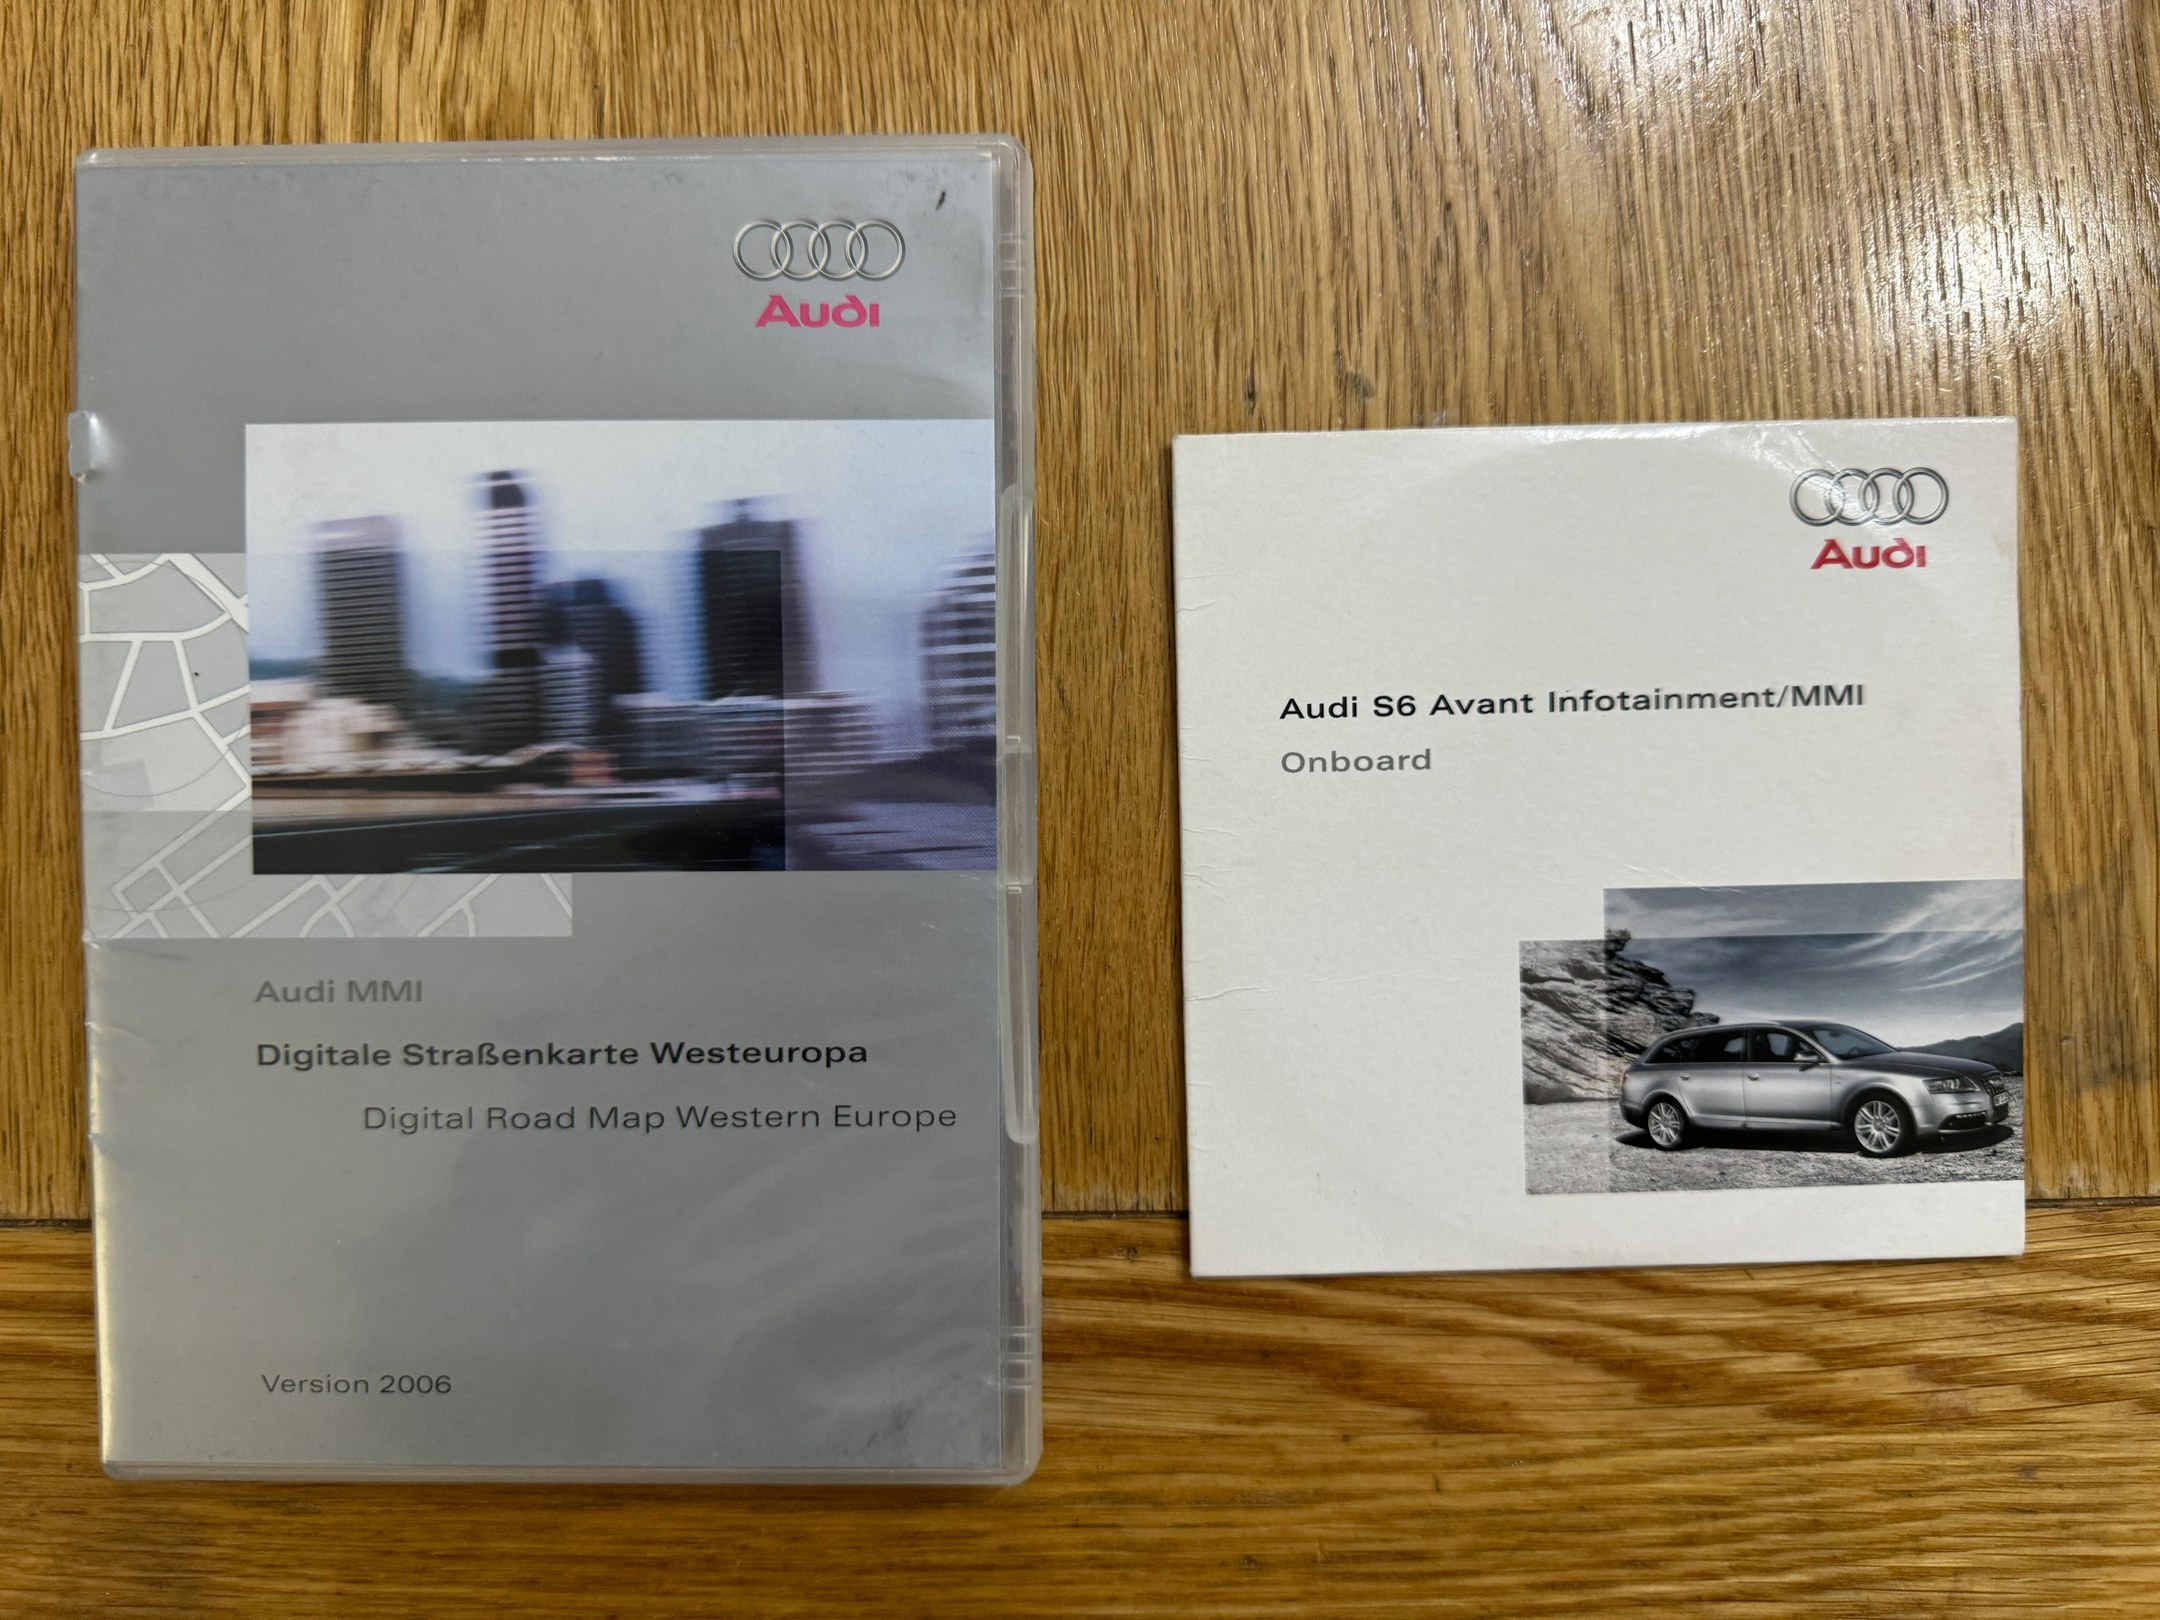 Audi
Audi MMI
Digitale Straßenkarte Westeuropa
Digital Road Map Western Europe
Version 2006
Audi
Audi S6 Avant Infotainment/MMI
Onboard